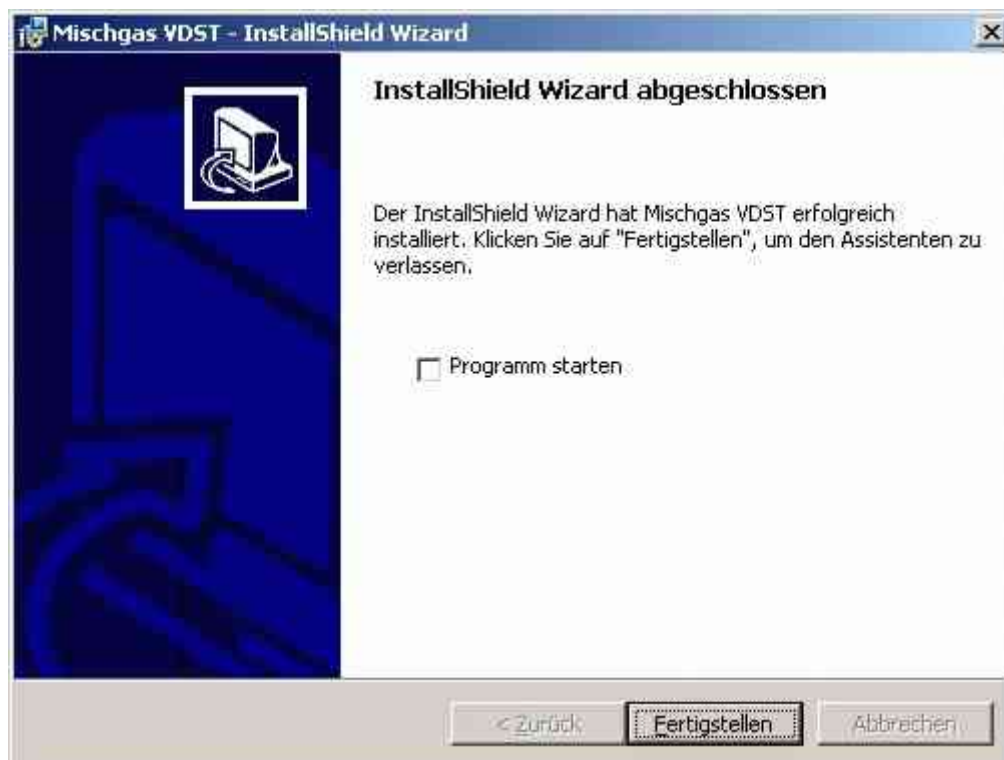 Mischgas VDST - InstallShield Wizard
InstallShield Wizard abgeschlossen
Der InstallShield Wizard hat Mischgas VDST erfolgreich
installiert. Klicken Sie auf "Fertigstellen", um den Assistenten zu
verlassen.
Programm starten
< Zurück Fertigstellen Abbrechen